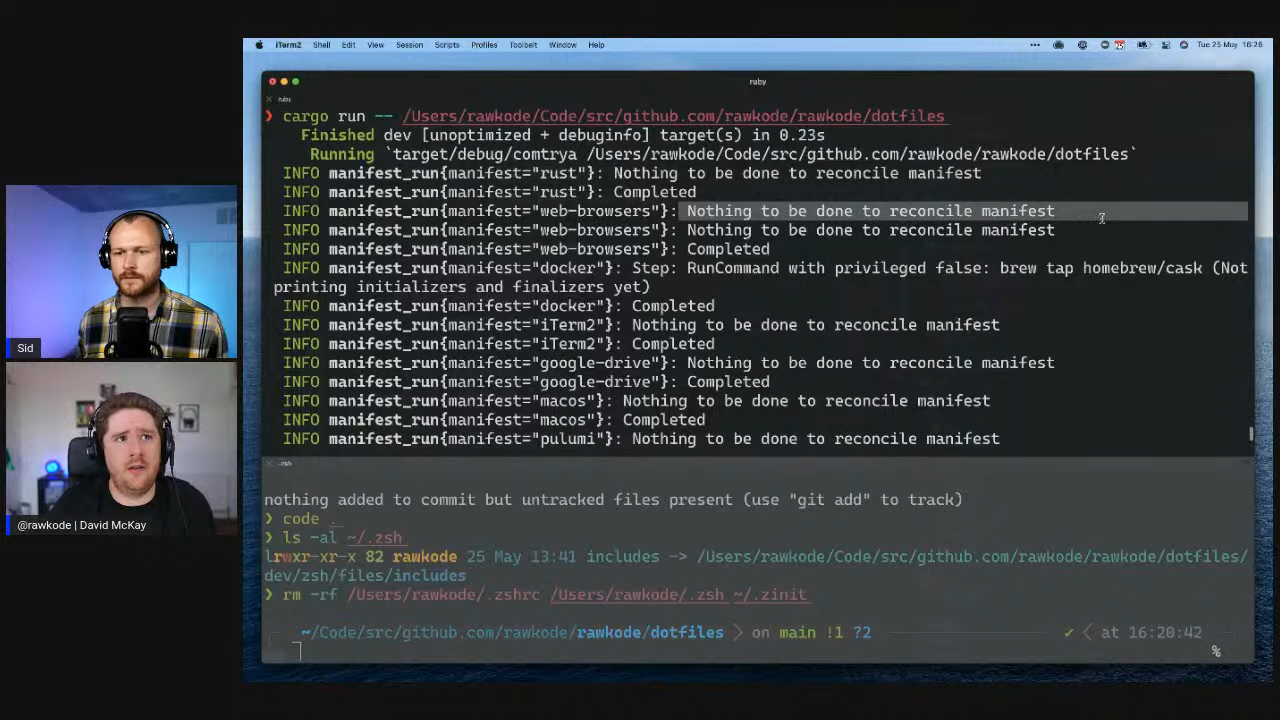 iTerm2 Shell Edit View Session Scripts Profiles Toolbelt Window Help
Tue 25 May 16:26
ruby
ruby
❯ cargo run -- /Users/rawkode/Code/src/github.com/rawkode/rawkode/dotfiles
Finished dev [unoptimized + debuginfo] target(s) in 0.23s
Running `target/debug/comtrya /Users/rawkode/Code/src/github.com/rawkode/rawkode/dotfiles`
INFO manifest_run{manifest="rust"}: Nothing to be done to reconcile manifest
INFO manifest_run{manifest="rust"}: Completed
INFO manifest_run{manifest="web-browsers"}: Nothing to be done to reconcile manifest
INFO manifest_run{manifest="web-browsers"}: Nothing to be done to reconcile manifest
INFO manifest_run{manifest="web-browsers"}: Completed
INFO manifest_run{manifest="docker"}: Step: RunCommand with privileged false: brew tap homebrew/cask (Not
printing initializers and finalizers yet)
INFO manifest_run{manifest="docker"}: Completed
INFO manifest_run{manifest="iTerm2"}: Nothing to be done to reconcile manifest
INFO manifest_run{manifest="iTerm2"}: Completed
INFO manifest_run{manifest="google-drive"}: Nothing to be done to reconcile manifest
INFO manifest_run{manifest="google-drive"}: Completed
INFO manifest_run{manifest="macos"}: Nothing to be done to reconcile manifest
INFO manifest_run{manifest="macos"}: Completed
INFO manifest_run{manifest="pulumi"}: Nothing to be done to reconcile manifest
-zsh
nothing added to commit but untracked files present (use "git add" to track)
❯ code .
❯ ls -al ~/.zsh
lrwxr-xr-x 82 rawkode 25 May 13:41 includes -> /Users/rawkode/Code/src/github.com/rawkode/rawkode/dotfiles/
dev/zsh/files/includes
❯ rm -rf /Users/rawkode/.zshrc /Users/rawkode/.zsh ~/.zinit
~/Code/src/github.com/rawkode/rawkode/dotfiles on main !1 ?2 ✓ at 16:20:42
%
Sid
@rawkode | David McKay